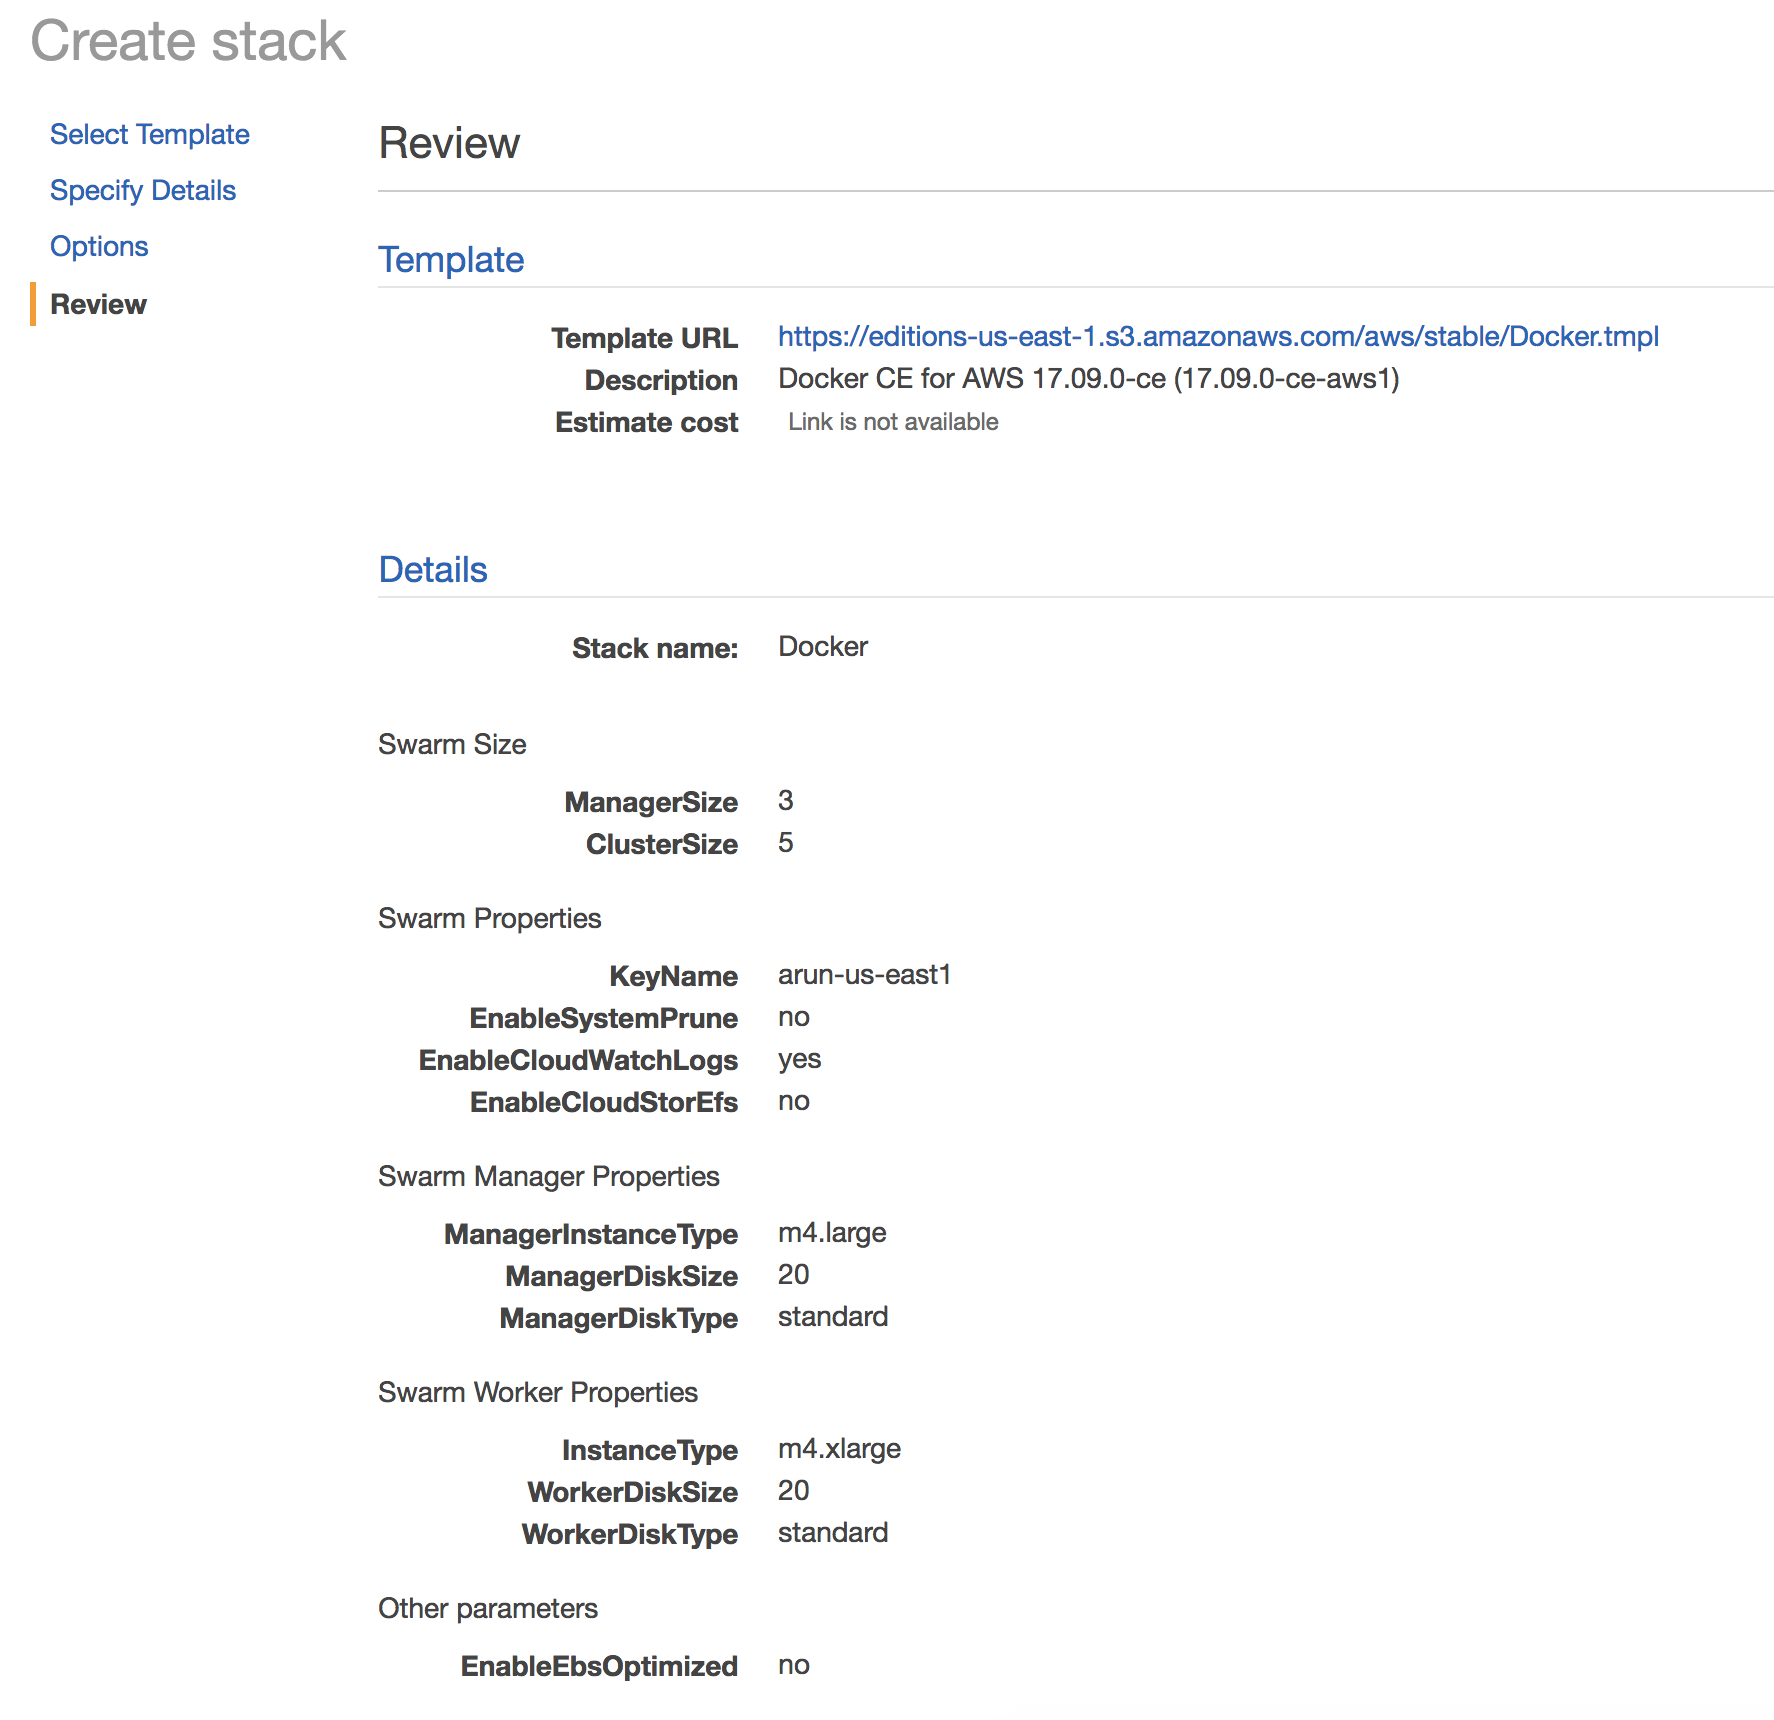 Create stack
Select Template
Specify Details
Options
Review
Review
Template
Template URL https://editions-us-east-1.s3.amazonaws.com/aws/stable/Docker.tmpl
Description Docker CE for AWS 17.09.0-ce (17.09.0-ce-aws1)
Estimate cost Link is not available
Details
Stack name: Docker
Swarm Size
ManagerSize 3
ClusterSize 5
Swarm Properties
KeyName arun-us-east1
EnableSystemPrune no
EnableCloudWatchLogs yes
EnableCloudStorEfs no
Swarm Manager Properties
ManagerInstanceType m4.large
ManagerDiskSize 20
ManagerDiskType standard
Swarm Worker Properties
InstanceType m4.xlarge
WorkerDiskSize 20
WorkerDiskType standard
Other parameters
EnableEbsOptimized no